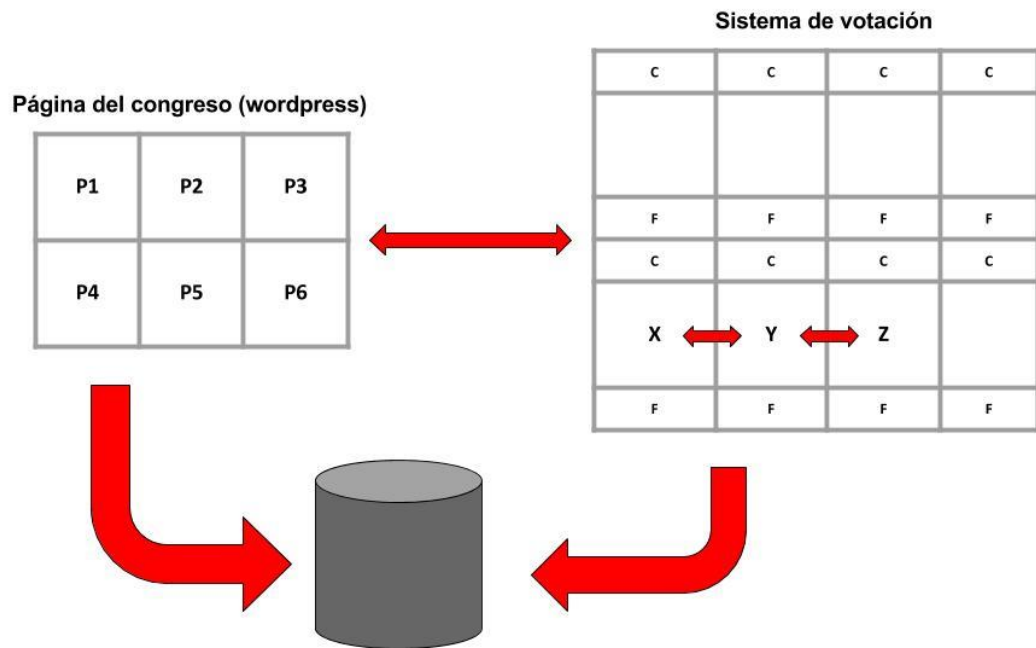 Sistema de votación
C C C C
Página del congreso (wordpress)
P1 P2 P3
F F F F
C C C C
P4 P5 P6
X Y Z
F F F F